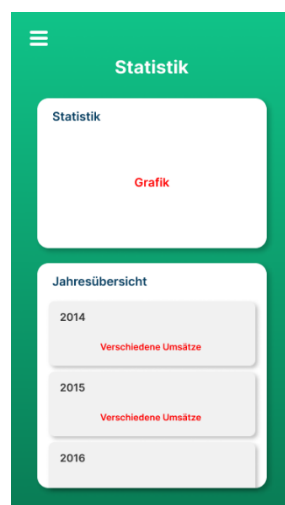 Statistik
Statistik
Grafik
Jahresübersicht
2014
Verschiedene Umsätze
2015
Verschiedene Umsätze
2016